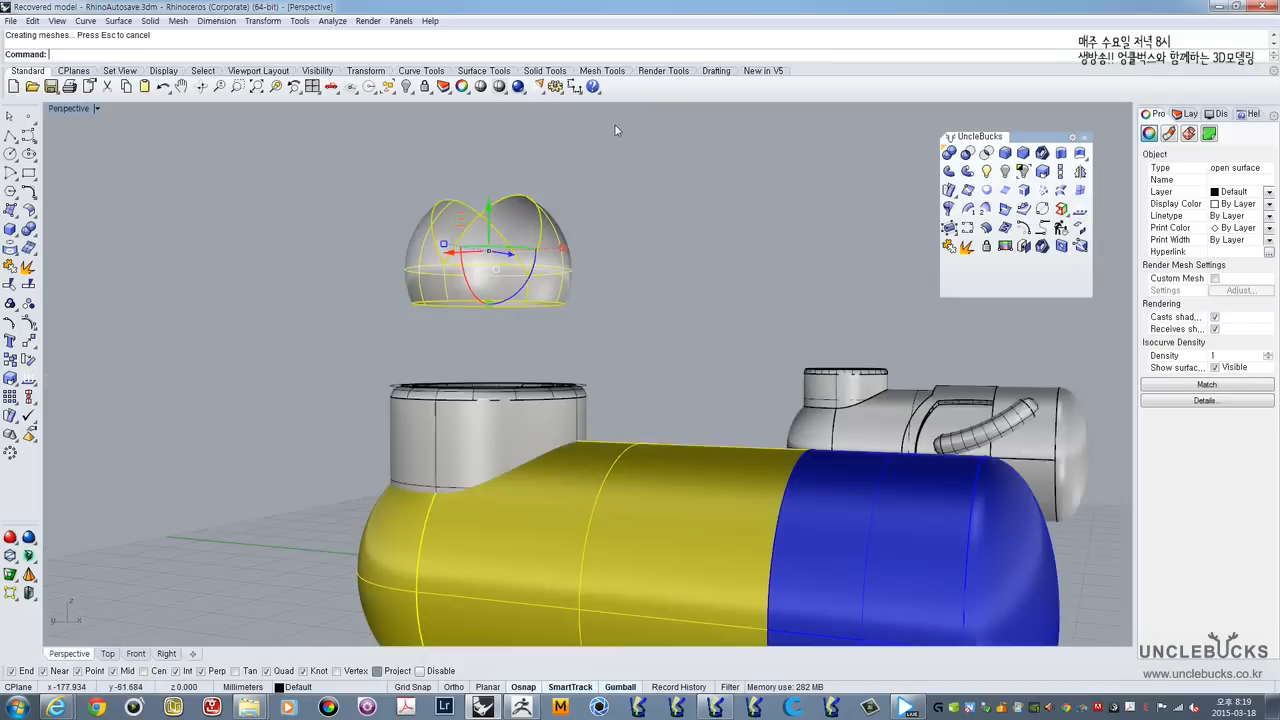 Recovered model - RhinoAutosave.3dm - Rhinoceros (Corporate) (64-bit) - [Perspective]
File Edit View Curve Surface Solid Mesh Dimension Transform Tools Analyze Render Panels Help
Creating meshes... Press Esc to cancel
Command:
매주 수요일 저녁 8시
생방송!! 엉클벅스와 함께하는 3D모델링
Standard CPlanes Set View Display Select Viewport Layout Visibility Transform Curve Tools Surface Tools Solid Tools Mesh Tools Render Tools Drafting New in V5
Perspective
UncleBucks
Pro Lay Dis Hel
Object
Type open surface
Name
Layer Default
Display Color By Layer
Linetype By Layer
Print Color By Layer
Print Width By Layer
Hyperlink
Render Mesh Settings
Custom Mesh
Settings Adjust...
Rendering
Casts shad...
Receives sh...
Isocurve Density
Density 1
Show surfac... Visible
Match
Details...
z
y x
Perspective Top Front Right
UNCLEBUCKS
www.unclebucks.co.kr
End Near Point Mid Cen Int Perp Tan Quad Knot Vertex Project Disable
CPlane x -177.934 y -61.684 z 0.000 Millimeters Default Grid Snap Ortho Planar Osnap SmartTrack Gumball Record History Filter Memory use: 282 MB
Lr M LIVE
오후 8:19
2015-03-18